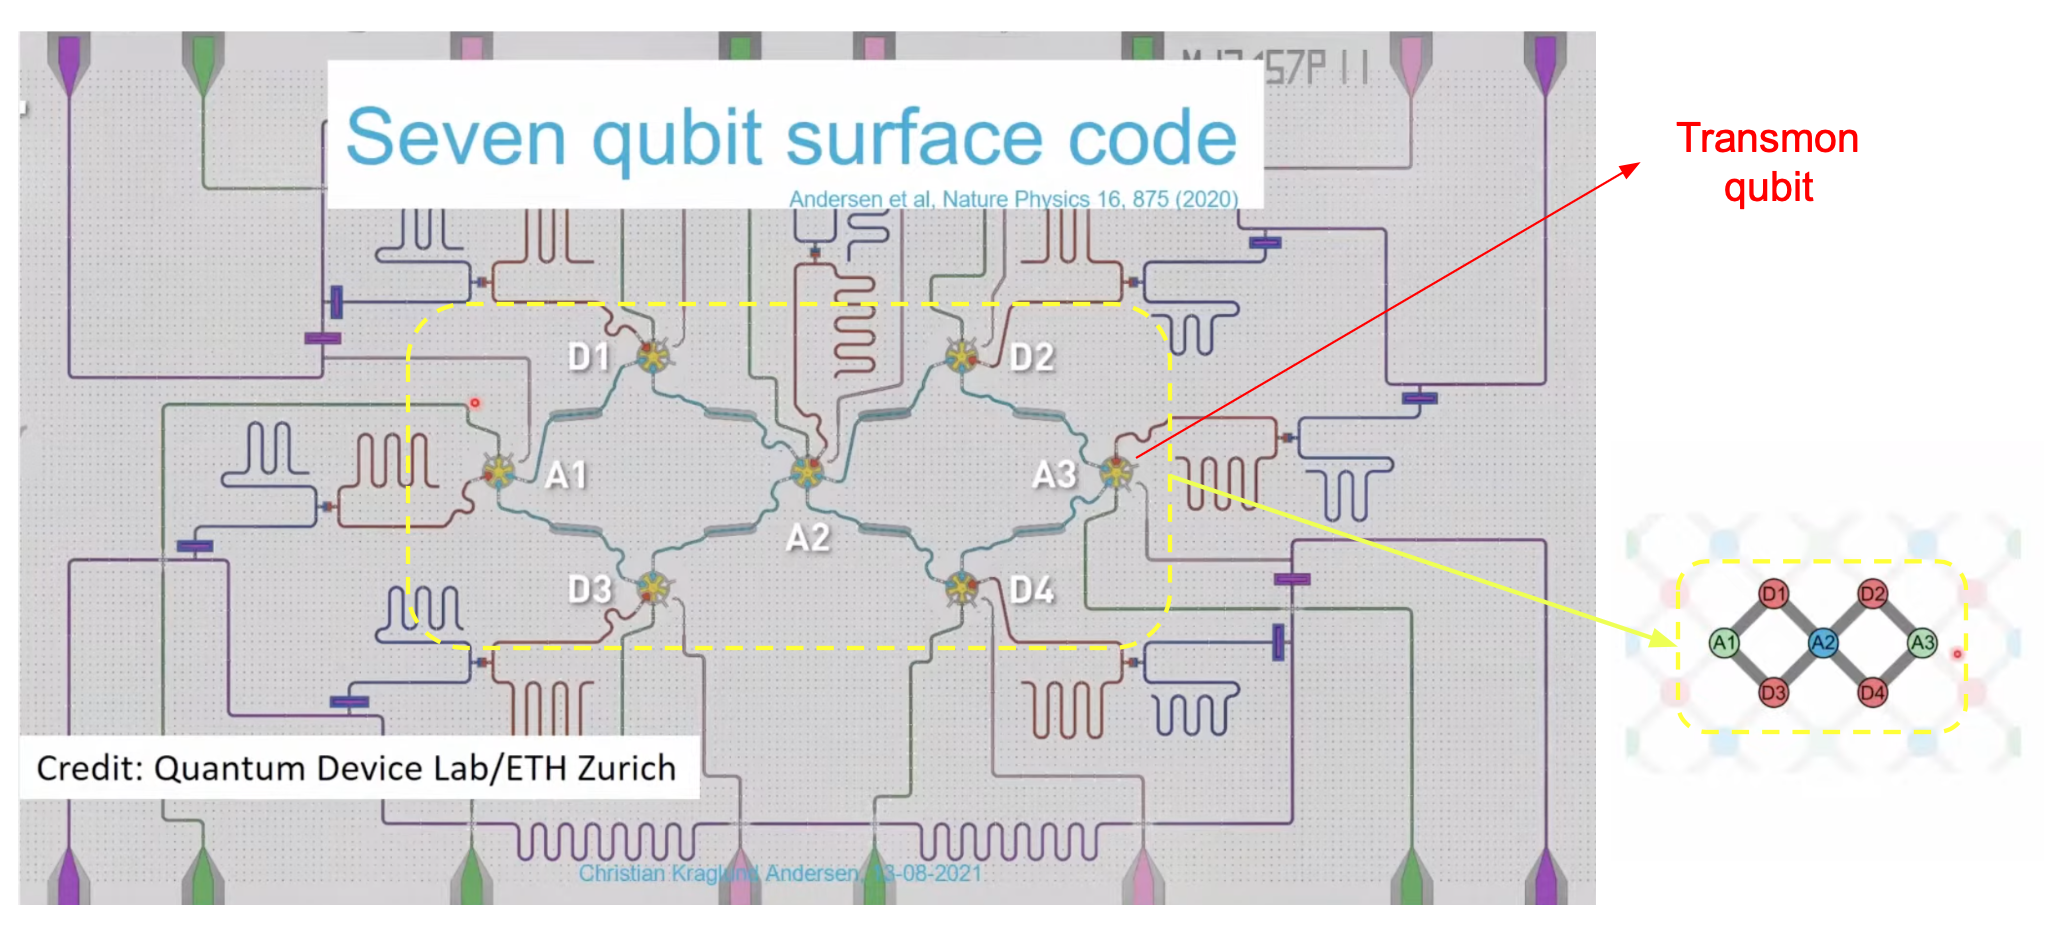 Seven qubit surface code
Andersen et al, Nature Physics 16, 875 (2020)
Transmon
qubit
D1
D2
A1
A2
A3
D3
D4
D1
D2
A1
A2
A3
D3
D4
Credit: Quantum Device Lab/ETH Zurich
Christian Kraglund Andersen, 13-08-2021